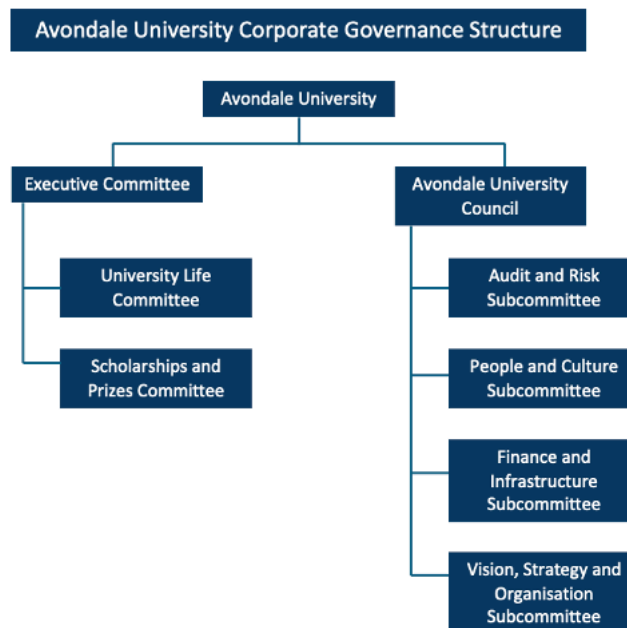 Avondale University Corporate Governance Structure
Avondale University
Executive Committee
Avondale University
Council
University Life
Committee
Audit and Risk
Subcommittee
Scholarships and
Prizes Committee
People and Culture
Subcommittee
Finance and
Infrastructure
Subcommittee
Vision, Strategy and
Organisation
Subcommittee